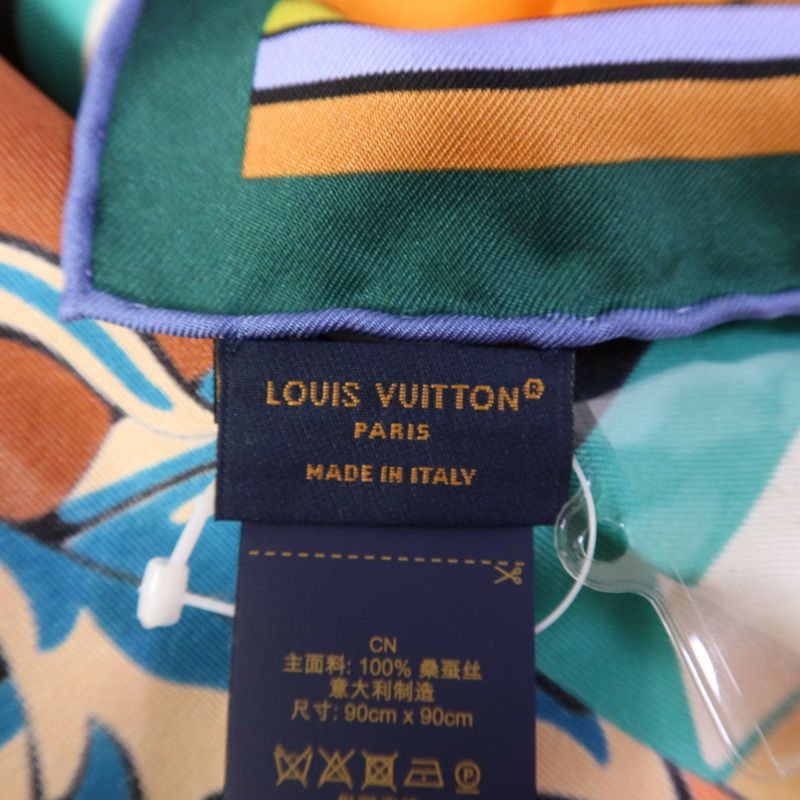 LOUIS VUITTON®
PARIS
MADE IN ITALY
CN
主面料: 100% 桑蚕丝
意大利制造
尺寸: 90cm x 90cm